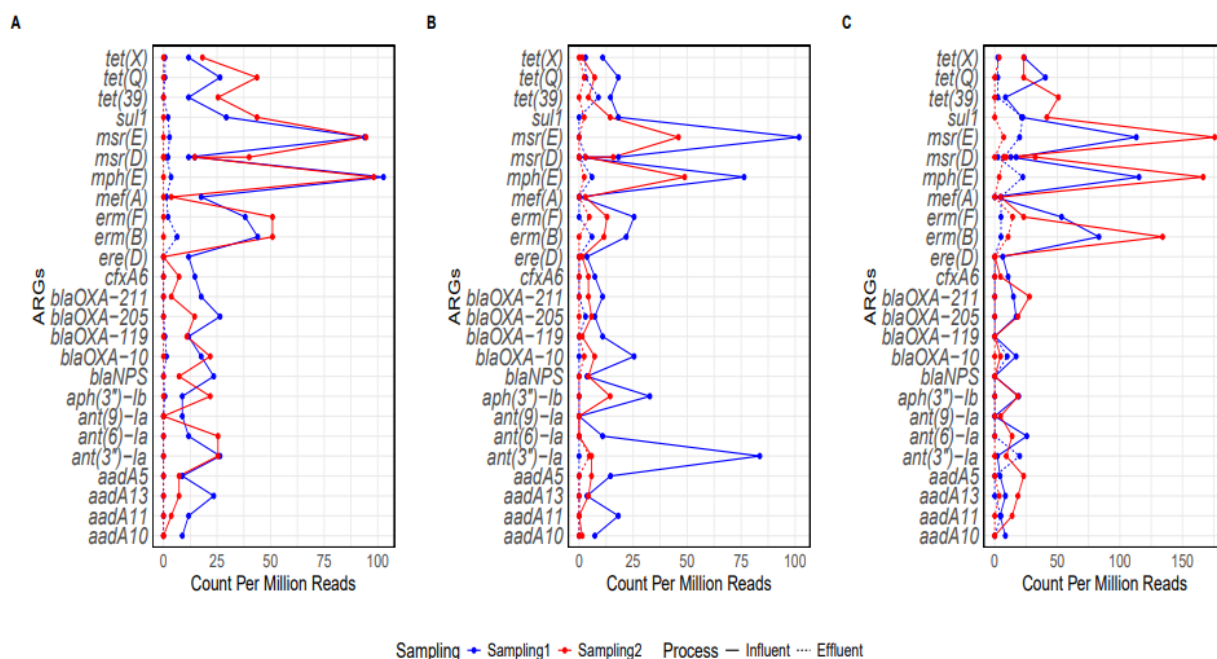 A
B
C
tet(X)
tet(Q)
tet(39)
sul1
msr(E)
msr(D)
mph(E)
mef(A)
erm(F)
erm(B)
ere(D)
cfxA6
blaOXA-211
blaOXA-205
blaOXA-119
blaOXA-10
blaNPS
aph(3")-Ib
ant(9)-Ia
ant(6)-Ia
ant(3")-Ia
aadA5
aadA13
aadA11
aadA10
ARGs
0 25 50 75 100
Count Per Million Reads
tet(X)
tet(Q)
tet(39)
sul1
msr(E)
msr(D)
mph(E)
mef(A)
erm(F)
erm(B)
ere(D)
cfxA6
blaOXA-211
blaOXA-205
blaOXA-119
blaOXA-10
blaNPS
aph(3")-Ib
ant(9)-Ia
ant(6)-Ia
ant(3")-Ia
aadA5
aadA13
aadA11
aadA10
ARGs
0 25 50 75 100
Count Per Million Reads
tet(X)
tet(Q)
tet(39)
sul1
msr(E)
msr(D)
mph(E)
mef(A)
erm(F)
erm(B)
ere(D)
cfxA6
blaOXA-211
blaOXA-205
blaOXA-119
blaOXA-10
blaNPS
aph(3")-Ib
ant(9)-Ia
ant(6)-Ia
ant(3")-Ia
aadA5
aadA13
aadA11
aadA10
ARGs
0 50 100 150
Count Per Million Reads
Sampling Sampling1 Sampling2 Process Influent Effluent